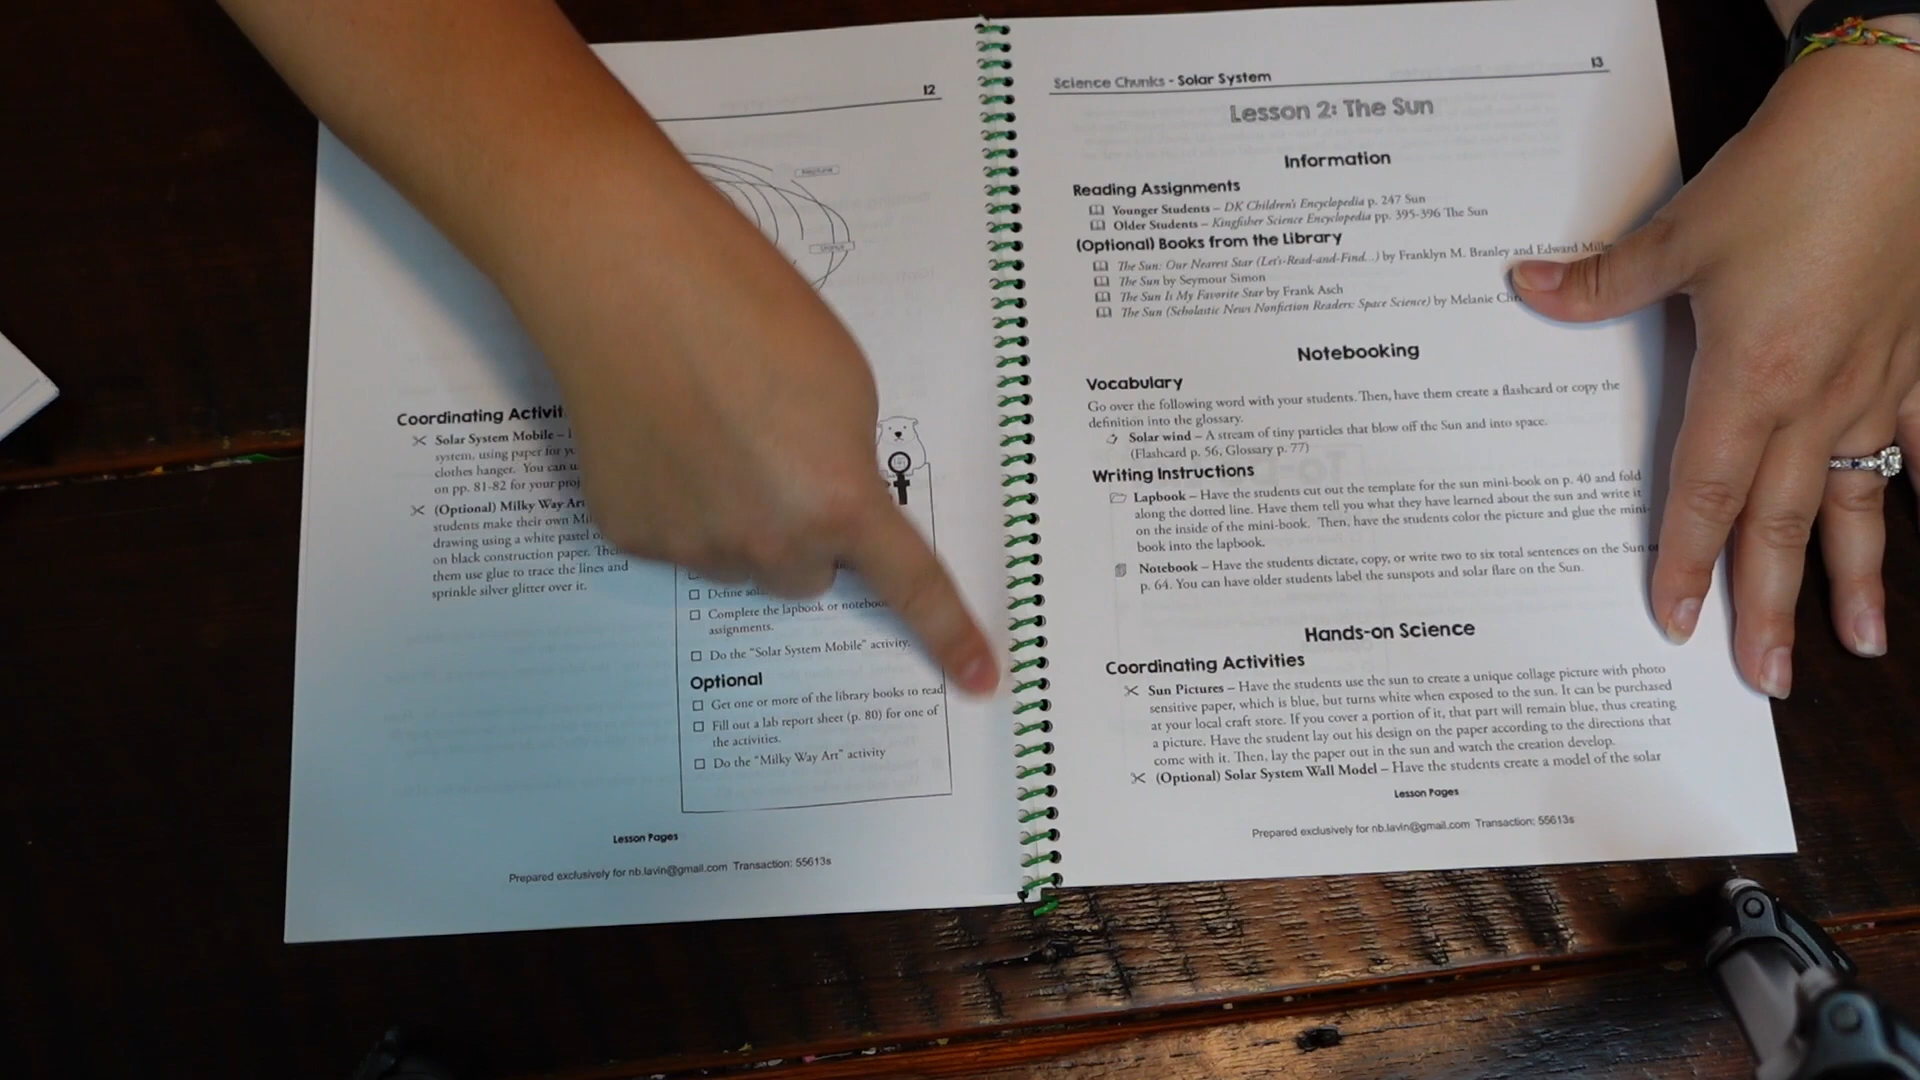 12
Neptune
Uranus
Coordinating Activit
Solar System Mobile –
system, using paper for
clothes hanger. You can u
on pp. 81-82 for your proj
(Optional) Milky Way Art
students make their own Mil
drawing using a white pastel o
on black construction paper. Then
them use glue to trace the lines and
sprinkle silver glitter over it.
Define sol
Complete the lapbook or notebook
assignments.
Do the "Solar System Mobile" activity.
Optional
Get one or more of the library books to read
Fill out a lab report sheet (p. 80) for one of
the activities.
Do the "Milky Way Art" activity
Lesson Pages
Prepared exclusively for nb.lavin@gmail.com Transaction: 55613s
Science Chunks - Solar System 13
Lesson 2: The Sun
Information
Reading Assignments
Younger Students – DK Children's Encyclopedia p. 247 Sun
Older Students – Kingfisher Science Encyclopedia pp. 395-396 The Sun
(Optional) Books from the Library
The Sun: Our Nearest Star (Let's-Read-and-Find...) by Franklyn M. Branley and Edward Mill
The Sun by Seymour Simon
The Sun Is My Favorite Star by Frank Asch
The Sun (Scholastic News Nonfiction Readers: Space Science) by Melanie Chr
Notebooking
Vocabulary
Go over the following word with your students. Then, have them create a flashcard or copy the
definition into the glossary.
Solar wind – A stream of tiny particles that blow off the Sun and into space.
(Flashcard p. 56, Glossary p. 77)
Writing Instructions
Lapbook – Have the students cut out the template for the sun mini-book on p. 40 and fold
along the dotted line. Have them tell you what they have learned about the sun and write it
on the inside of the mini-book. Then, have the students color the picture and glue the mini-
book into the lapbook.
Notebook – Have the students dictate, copy, or write two to six total sentences on the Sun on
p. 64. You can have older students label the sunspots and solar flare on the Sun.
Hands-on Science
Coordinating Activities
Sun Pictures – Have the students use the sun to create a unique collage picture with photo
sensitive paper, which is blue, but turns white when exposed to the sun. It can be purchased
at your local craft store. If you cover a portion of it, that part will remain blue, thus creating
a picture. Have the student lay out his design on the paper according to the directions that
come with it. Then, lay the paper out in the sun and watch the creation develop.
(Optional) Solar System Wall Model – Have the students create a model of the solar
Lesson Pages
Prepared exclusively for nb.lavin@gmail.com Transaction: 55613s